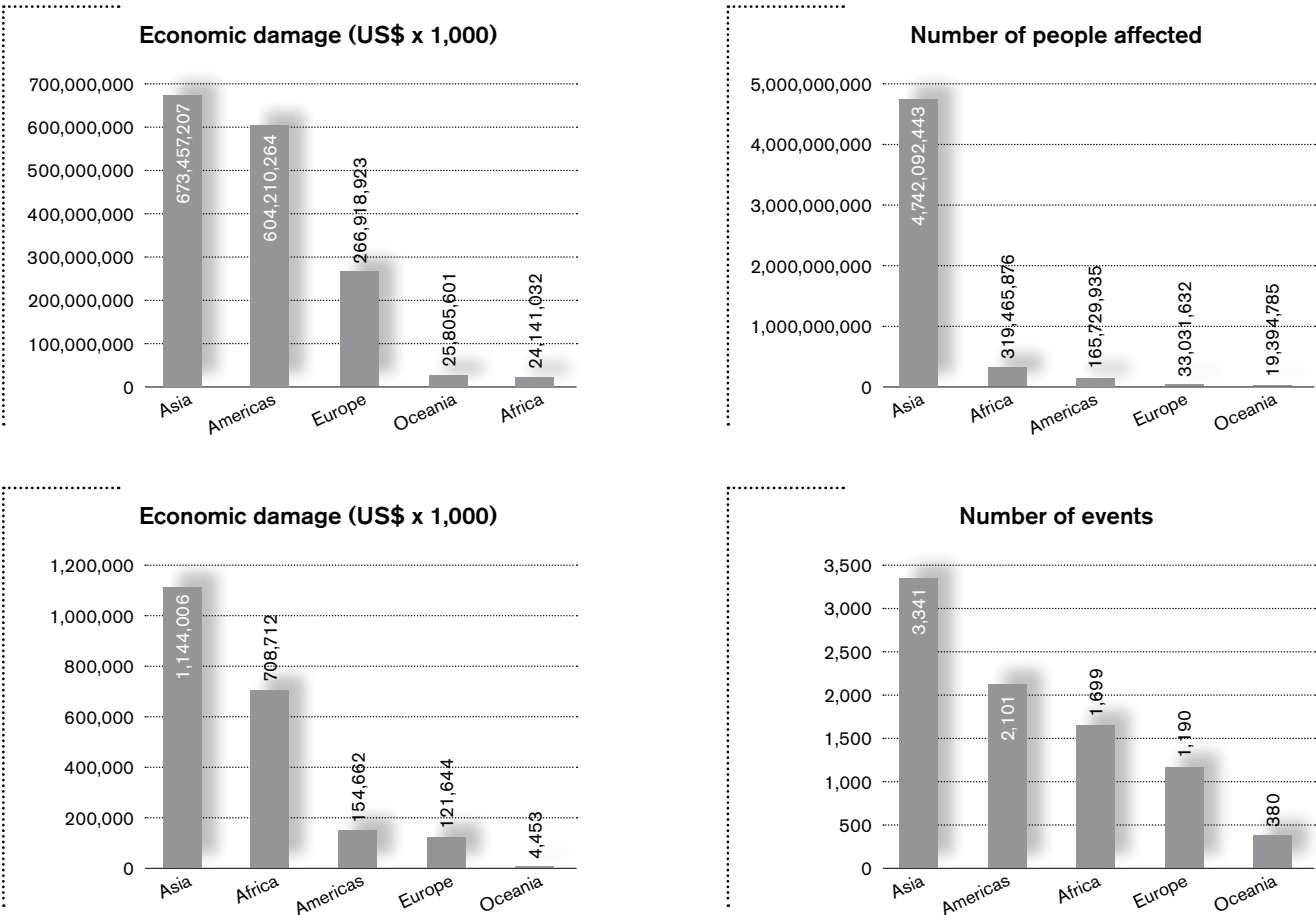 Economic damage (US$ x 1,000)
700,000,000
600,000,000
500,000,000
400,000,000
300,000,000
200,000,000
100,000,000
0
673,457,207
604,210,264
266,918,923
25,805,601
24,141,032
Asia
Americas
Europe
Oceania
Africa
Number of people affected
5,000,000,000
4,000,000,000
3,000,000,000
2,000,000,000
1,000,000,000
0
4,742,092,443
319,465,876
165,729,935
33,031,632
19,394,785
Asia
Africa
Americas
Europe
Oceania
Economic damage (US$ x 1,000)
1,200,000
1,000,000
800,000
600,000
400,000
200,000
0
1,144,006
708,712
154,662
121,644
4,453
Asia
Africa
Americas
Europe
Oceania
Number of events
3,500
3,000
2,500
2,000
1,500
1,000
500
0
3,341
2,101
1,699
1,190
380
Asia
Americas
Africa
Europe
Oceania